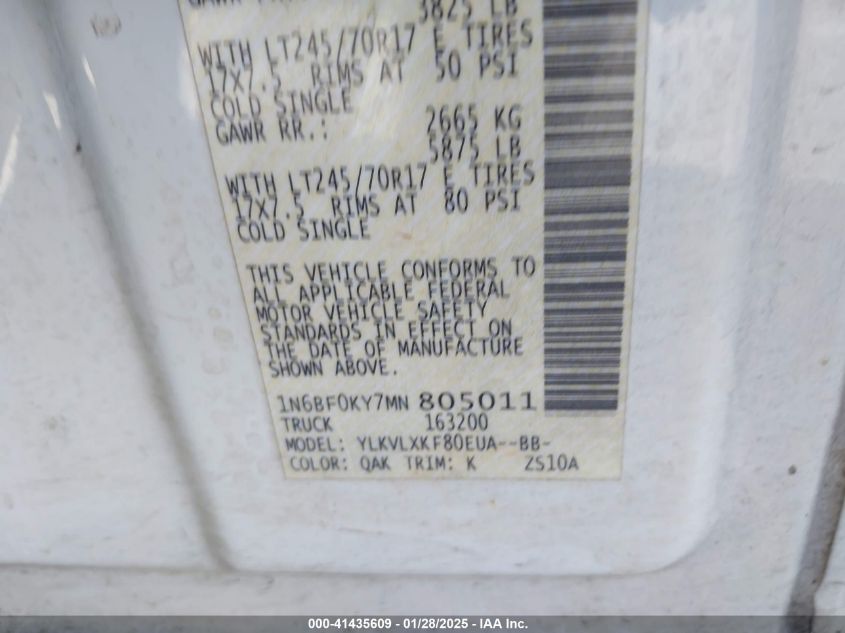 3825 LB
WITH LT245/70R17 E TIRES
17X7.5 RIMS AT 50 PSI
COLD SINGLE
GAWR RR.: 2665 KG
5875 LB
WITH LT245/70R17 E TIRES
17X7.5 RIMS AT 80 PSI
COLD SINGLE
THIS VEHICLE CONFORMS TO
ALL APPLICABLE FEDERAL
MOTOR VEHICLE SAFETY
STANDARDS IN EFFECT ON
THE DATE OF MANUFACTURE
SHOWN ABOVE.
1N6BF0KY7MN 805011
TRUCK 163200
MODEL: YLKVLXKF80EUA--BB-
COLOR: QAK TRIM: K ZS10A
000-41435609 - 01/28/2025 - IAA Inc.